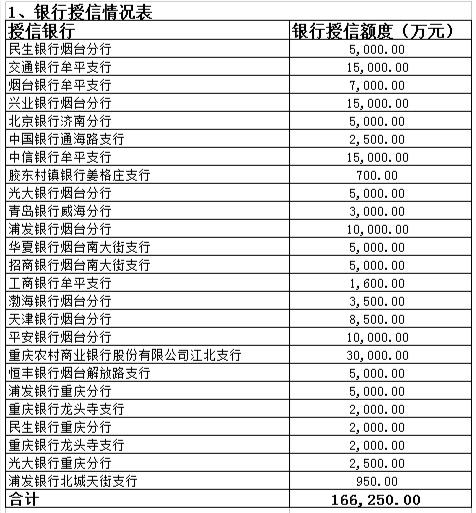 1、银行授信情况表
授信银行 银行授信额度（万元）
民生银行烟台分行 5,000.00
交通银行牟平支行 15,000.00
烟台银行牟平支行 7,000.00
兴业银行烟台分行 15,000.00
北京银行济南分行 5,000.00
中国银行通海路支行 2,500.00
中信银行牟平支行 15,000.00
胶东村镇银行姜格庄支行 700.00
光大银行烟台分行 5,000.00
青岛银行威海分行 3,000.00
浦发银行烟台分行 10,000.00
华夏银行烟台南大街支行 5,000.00
招商银行烟台南大街支行 5,000.00
工商银行牟平支行 1,600.00
渤海银行烟台分行 3,500.00
天津银行烟台分行 8,500.00
平安银行烟台分行 10,000.00
重庆农村商业银行股份有限公司江北支行 30,000.00
恒丰银行烟台解放路支行 5,000.00
浦发银行重庆分行 5,000.00
重庆银行龙头寺支行 2,000.00
民生银行重庆分行 2,000.00
重庆银行龙头寺支行 2,000.00
光大银行重庆分行 2,500.00
浦发银行北城天街支行 950.00
合计 166,250.00